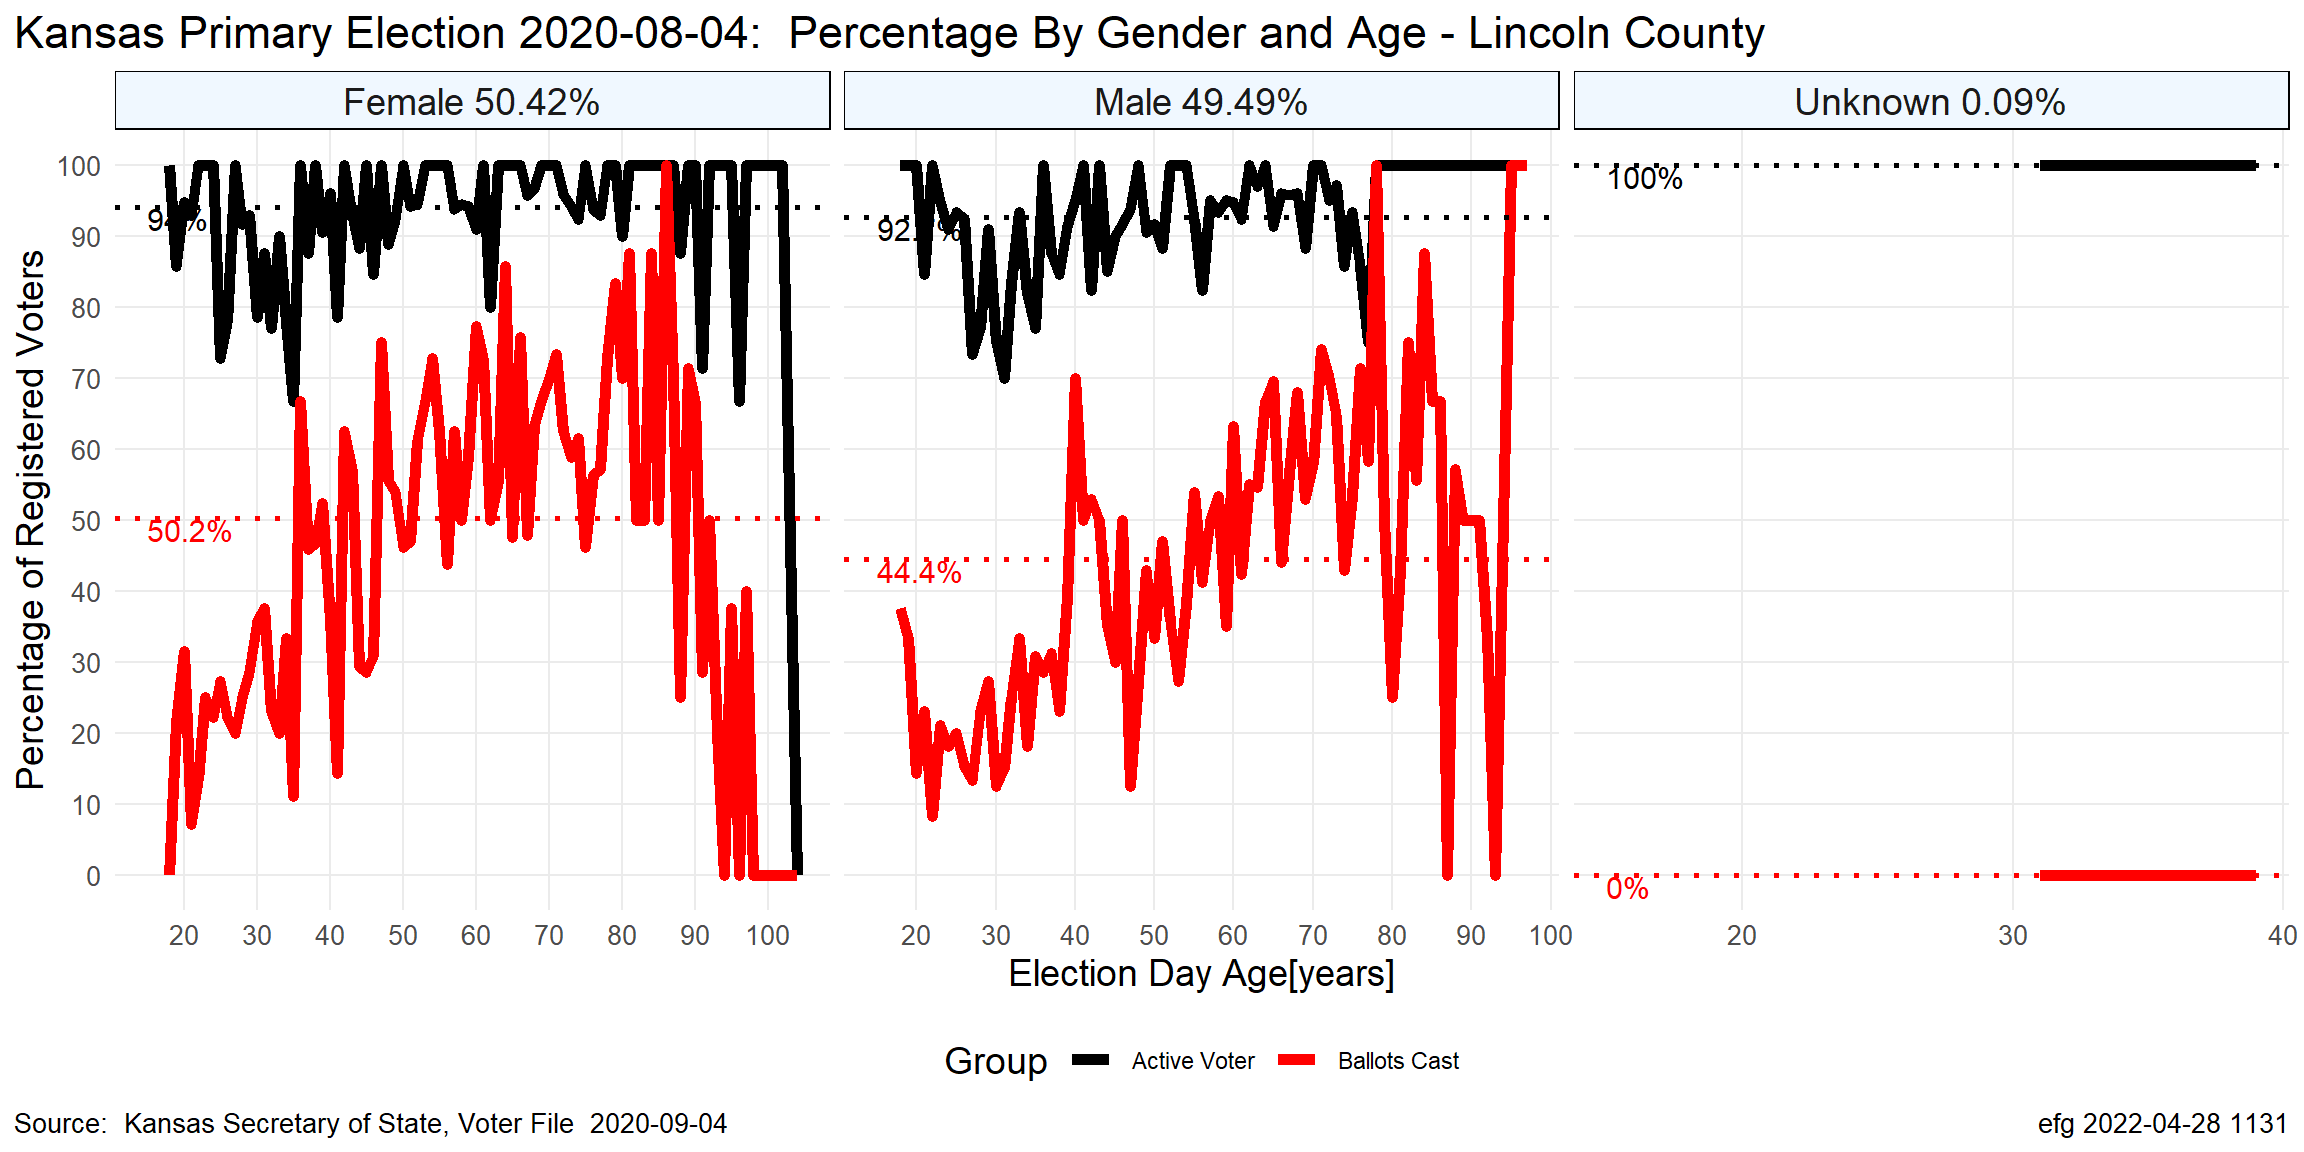 Kansas Primary Election 2020-08-04:  Percentage By Gender and Age - Lincoln County
Female 50.42%
Male 49.49%
Unknown 0.09%
Percentage of Registered Voters
100
90
80
70
60
50
40
30
20
10
0
94%
50.2%
44.4%
100%
0%
20 30 40 50 60 70 80 90 100
20 30 40 50 60 70 80 90 100
20 30 40
Election Day Age[years]
Group Active Voter Ballots Cast
Source:  Kansas Secretary of State, Voter File  2020-09-04
efg 2022-04-28 1131